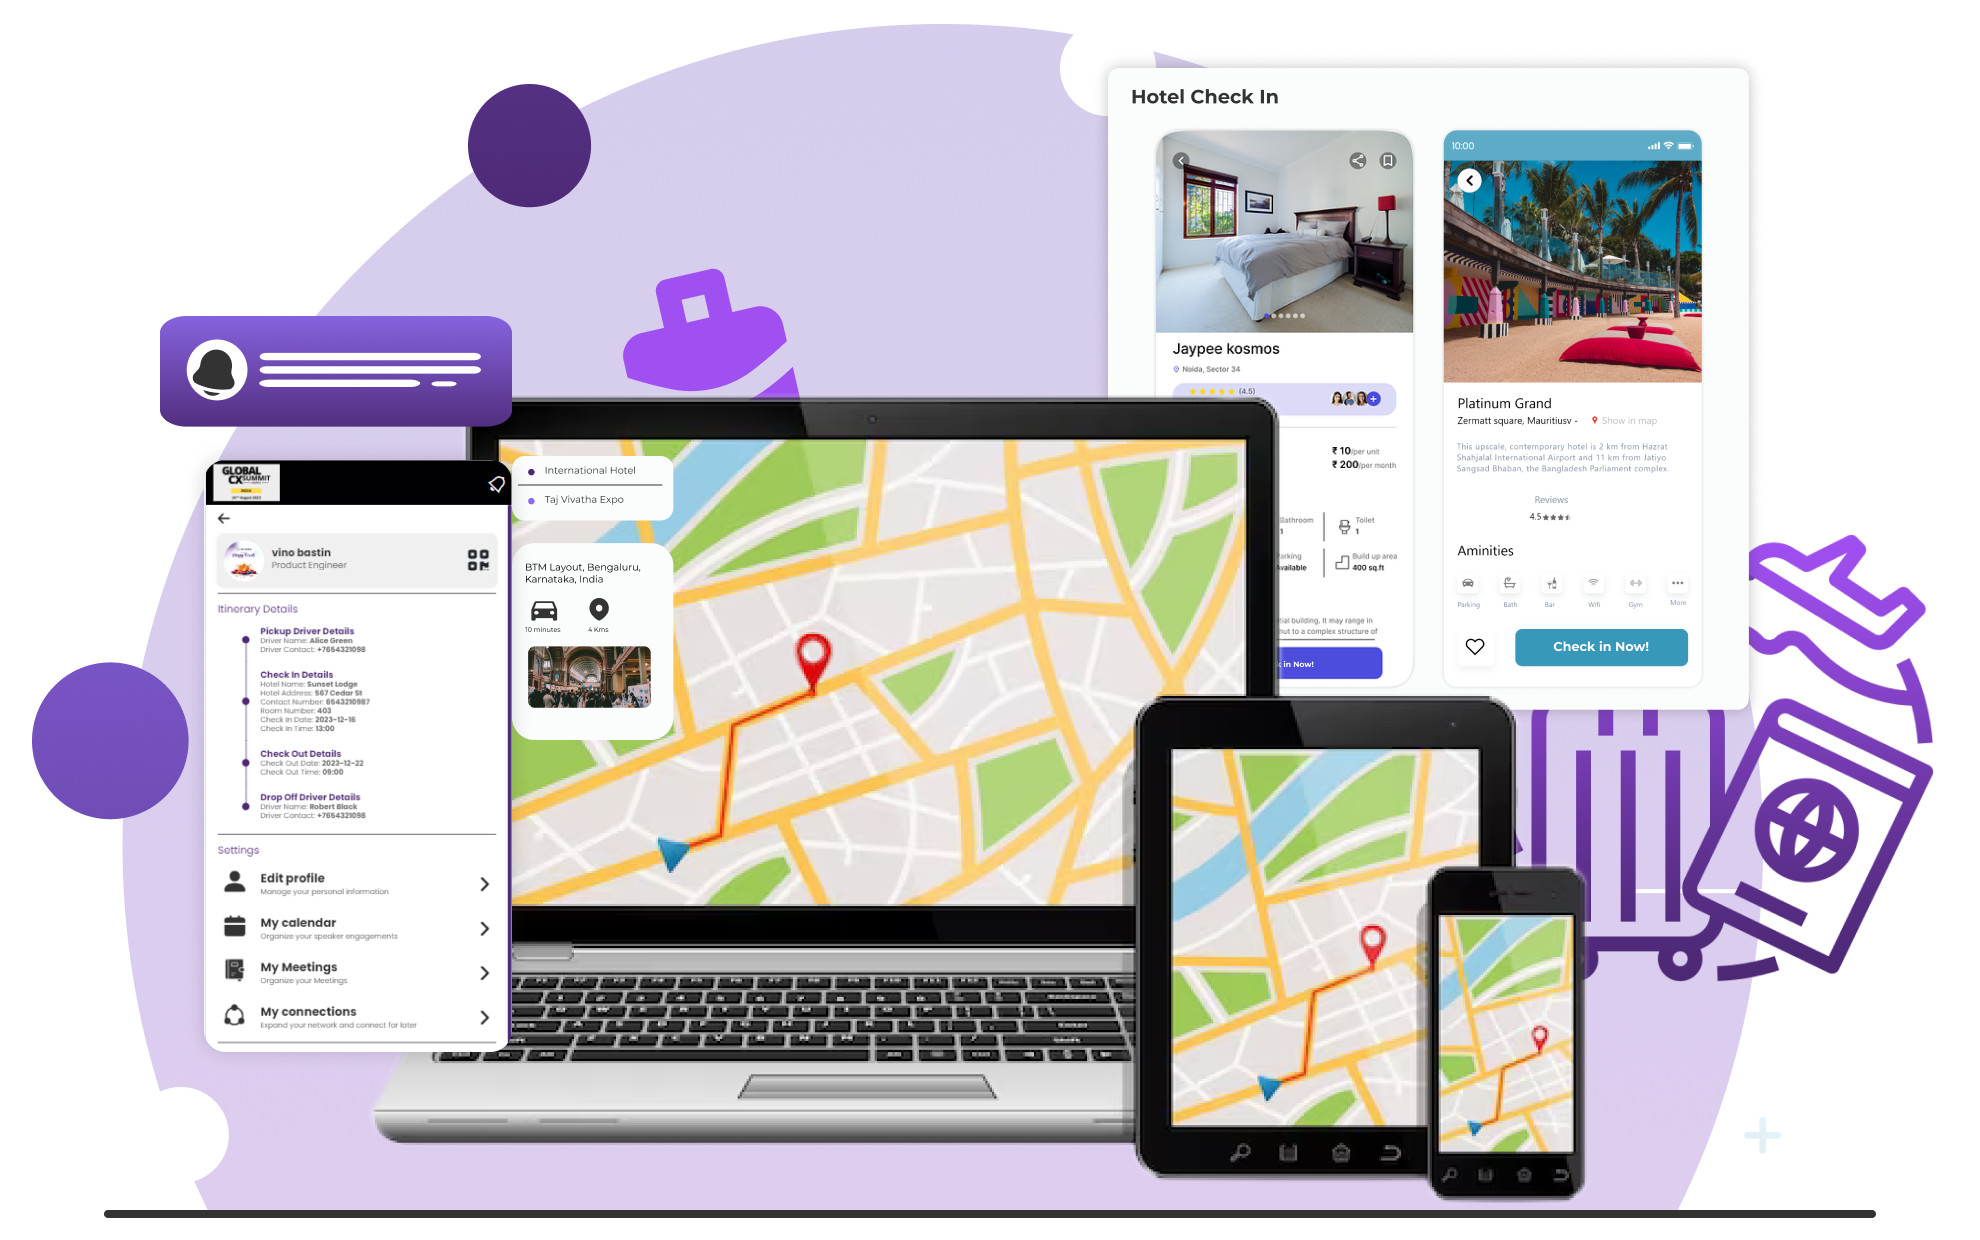 Hotel Check In
Jaypee kosmos
Noida, Sector 34
(4.5)
₹ 10/per unit
₹ 200/per month
Bathroom
1
Toilet
1
arking
Available
Build up area
400 sq.ft
ial building. It may range in
hut to a complex structure of
k in Now!
10:00
Platinum Grand
Zermatt square, Mauritiusv -
Show in map
This upscale, contemporary hotel is 2 km from Hazrat
Shahjalal International Airport and 11 km from Jatiyo
Sangsad Bhaban, the Bangladesh Parliament complex.
Reviews
4.5
Aminities
Parking
Bath
Bar
Wifi
Gym
More
Check in Now!
GLOBAL
CX SUMMIT
INDIA
vino bastin
Product Engineer
Itinerary Details
Pickup Driver Details
Driver Name: Alice Green
Driver Contact: +7654321098
Check In Details
Hotel Name: Sunset Lodge
Hotel Address: 567 Cedar St
Contact Number: 6543210987
Room Number: 403
Check In Date: 2023-12-16
Check In Time: 13:00
Check Out Details
Check Out Date: 2023-12-22
Check Out Time: 09:00
Drop Off Driver Details
Driver Name: Robert Black
Driver Contact: +7654321098
Settings
Edit profile
Manage your personal information
My calendar
Organize your speaker engagements
My Meetings
Organize your Meetings
My connections
Expand your network and connect for later
International Hotel
Taj Vivatha Expo
BTM Layout, Bengaluru,
Karnataka, India
10 minutes
4 Kms